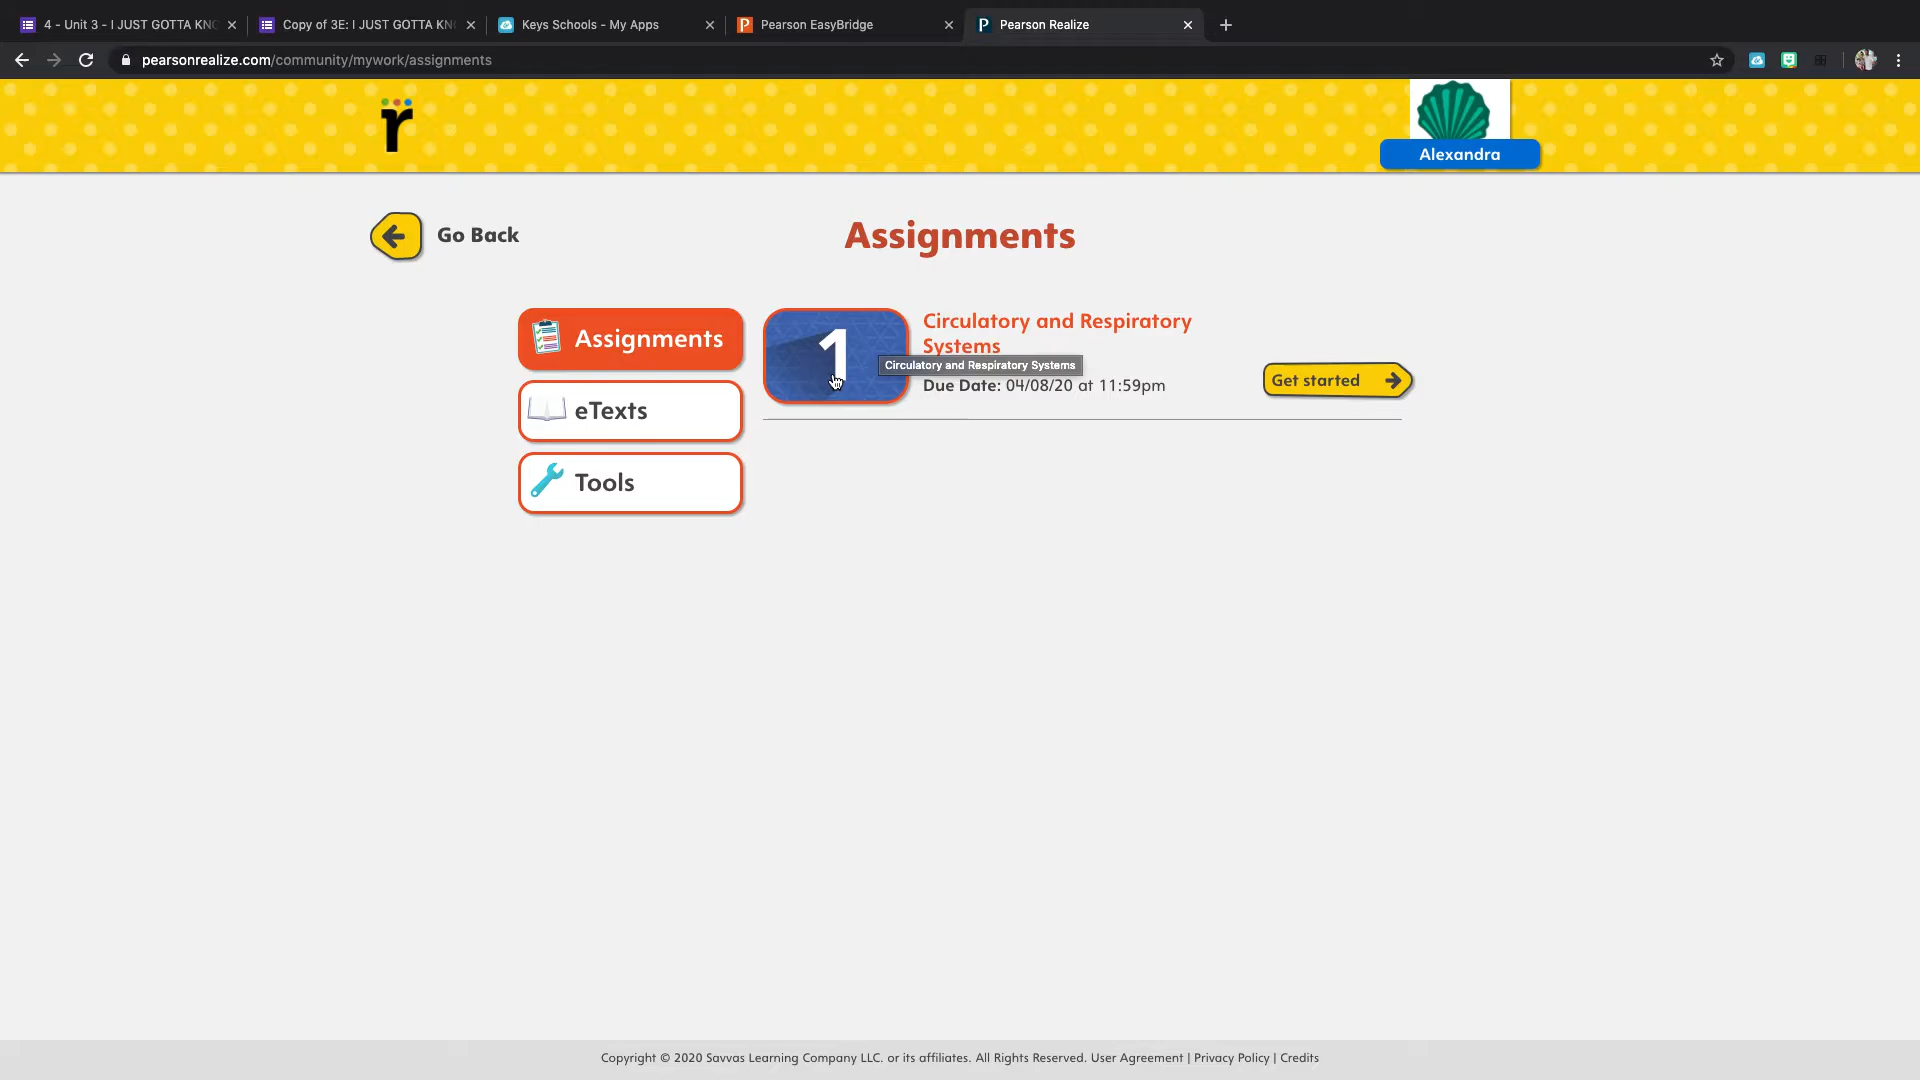 4 - Unit 3 - I JUST GOTTA KNO
Copy of 3E: I JUST GOTTA KN
Keys Schools - My Apps
Pearson EasyBridge
Pearson Realize
pearsonrealize.com/community/mywork/assignments
r
Alexandra
Go Back
Assignments
Assignments
eTexts
Tools
1
Circulatory and Respiratory
Systems
Circulatory and Respiratory Systems
Due Date: 04/08/20 at 11:59pm
Get started
Copyright © 2020 Savvas Learning Company LLC. or its affiliates. All Rights Reserved. User Agreement | Privacy Policy | Credits